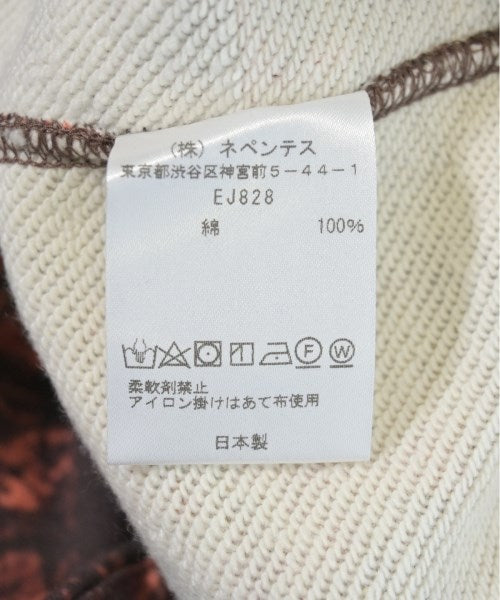 (株) ネペンテス
東京都渋谷区神宮前5-44-1
EJ828
綿 100%
F W
柔軟剤禁止
アイロン掛けはあて布使用
日本製